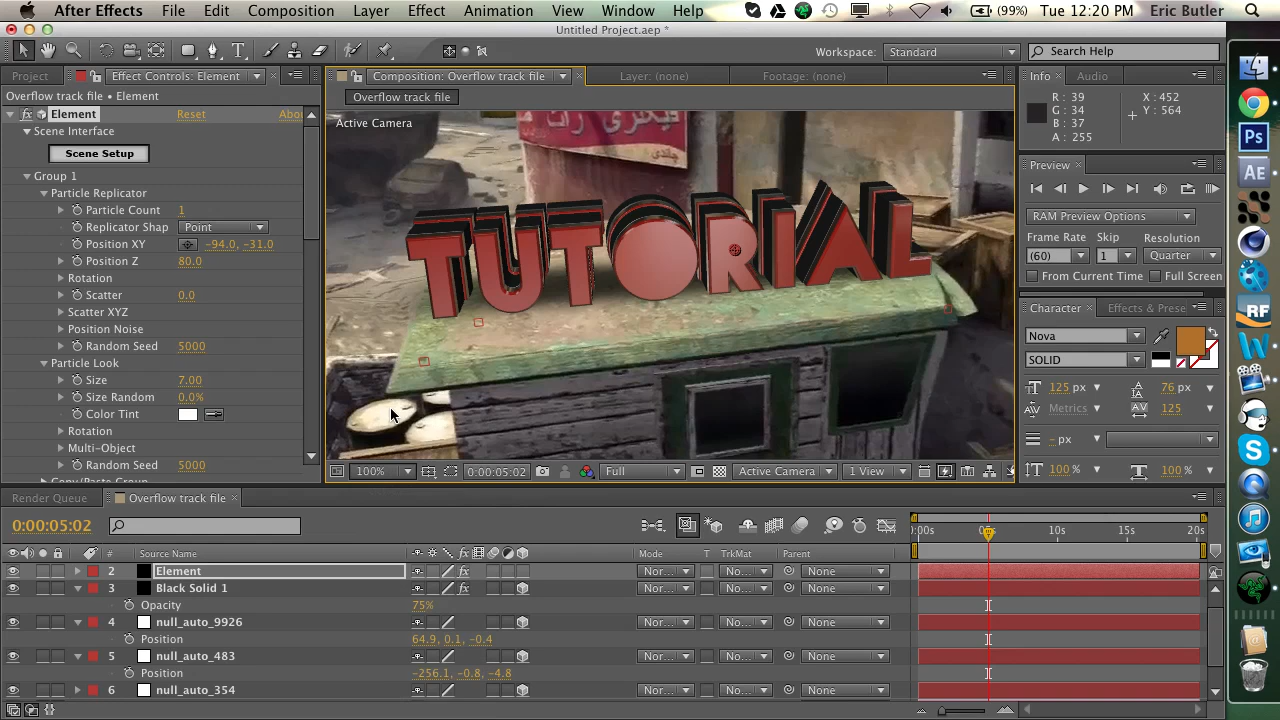 After Effects File Edit Composition Layer Effect Animation View Window Help (99%) Tue 12:20 PM Eric Butler
Untitled Project.aep *
Workspace: Standard Search Help
Project Effect Controls: Element Composition: Overflow track file Layer: (none) Footage: (none) Info Audio
Overflow track file • Element
Overflow track file
Active Camera
fx Element Reset Abou
Scene Interface
Scene Setup
Group 1
Particle Replicator
Particle Count 1
Replicator Shap Point
Position XY -94.0, -31.0
Position Z 80.0
Rotation
Scatter 0.0
Scatter XYZ
Position Noise
Random Seed 5000
Particle Look
Size 7.00
Size Random 0.0%
Color Tint
Rotation
Multi-Object
Random Seed 5000
TUTORIAL
100% 0:00:05:02 Full Active Camera 1 View
R : 39
G : 34
B : 37
A : 255
X : 452
Y : 564
Preview
RAM Preview Options
Frame Rate Skip Resolution
(60) 1 Quarter
From Current Time Full Screen
Character Effects & Prese
Nova
SOLID
125 px 76 px
Metrics 125
- px
100 % 100 %
Ps
AE
RF
Render Queue Overflow track file
0:00:05:02
:00s 05s 10s 15s 20s
# Source Name fx Mode T TrkMat Parent
2 Element fx Nor... No... None
3 Black Solid 1 fx Nor... No... None
Opacity 75%
4 null_auto_9926 Nor... No... None
Position 64.9, 0.1, -0.4
5 null_auto_483 Nor... No... None
Position -256.1, -0.8, -4.8
6 null_auto_354 Nor... No... None